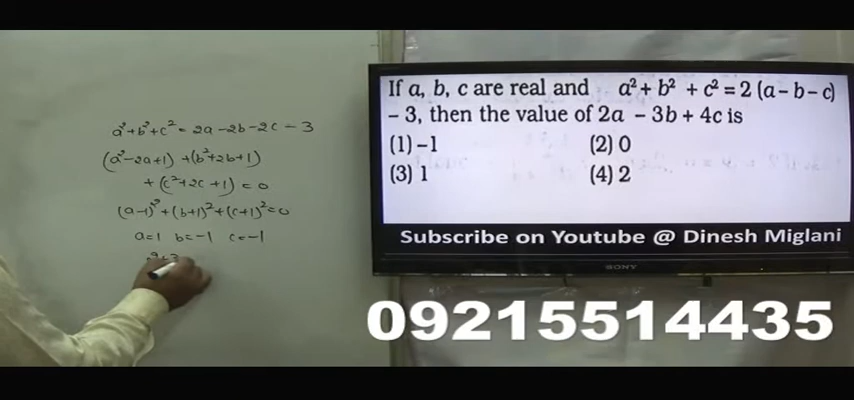 a² + b² + c² = 2a - 2b - 2c - 3
(a² - 2a + 1) + (b² + 2b + 1)
+ (c² + 2c + 1) = 0
(a - 1)² + (b + 1)² + (c + 1)² = 0
a = 1 b = -1 c = -1
If a, b, c are real and a² + b² + c² = 2 (a – b – c)
– 3, then the value of 2a – 3b + 4c is
(1) –1 (2) 0
(3) 1 (4) 2
Subscribe on Youtube @ Dinesh Miglani
SONY
09215514435